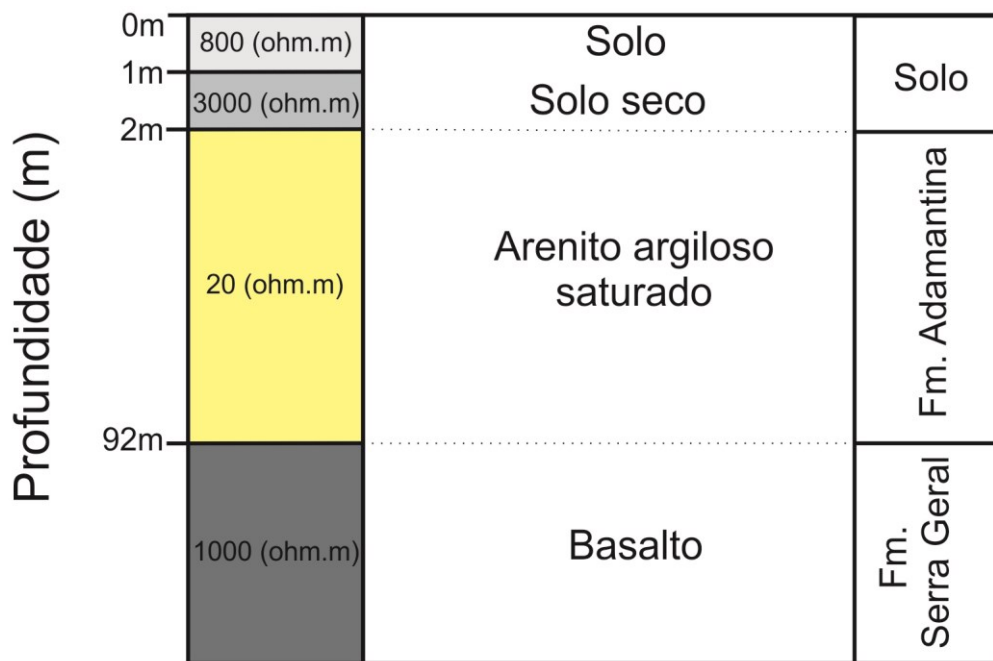 Profundidade (m)
0m
800 (ohm.m)
Solo
1m
3000 (ohm.m)
Solo seco
Solo
2m
20 (ohm.m)
Arenito argiloso
saturado
Fm. Adamantina
92m
1000 (ohm.m)
Basalto
Fm.
Serra Geral